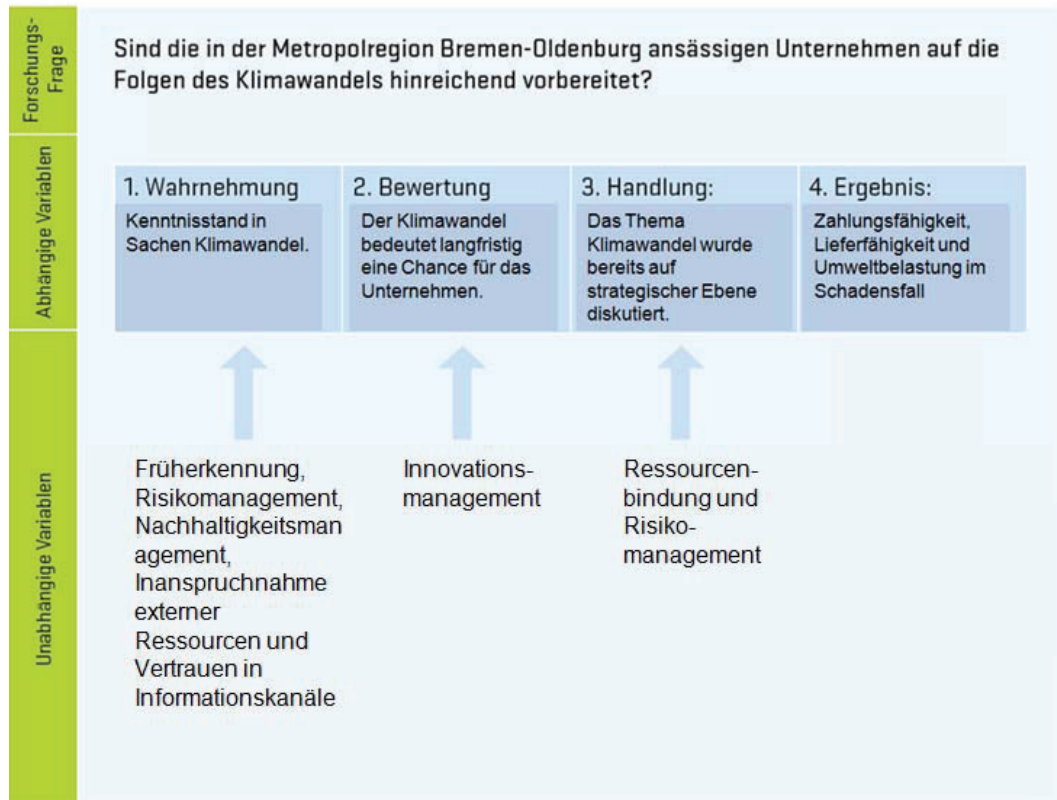 Forschungs-
Frage
Sind die in der Metropolregion Bremen-Oldenburg ansässigen Unternehmen auf die
Folgen des Klimawandels hinreichend vorbereitet?
Abhängige Variablen
1. Wahrnehmung
Kenntnisstand in
Sachen Klimawandel.
2. Bewertung
Der Klimawandel
bedeutet langfristig
eine Chance für das
Unternehmen.
3. Handlung:
Das Thema
Klimawandel wurde
bereits auf
strategischer Ebene
diskutiert.
4. Ergebnis:
Zahlungsfähigkeit,
Lieferfähigkeit und
Umweltbelastung im
Schadensfall
Unabhängige Variablen
Früherkennung,
Risikomanagement,
Nachhaltigkeitsman
agement,
Inanspruchnahme
externer
Ressourcen und
Vertrauen in
Informationskanäle
Innovations-
management
Ressourcen-
bindung und
Risiko-
management